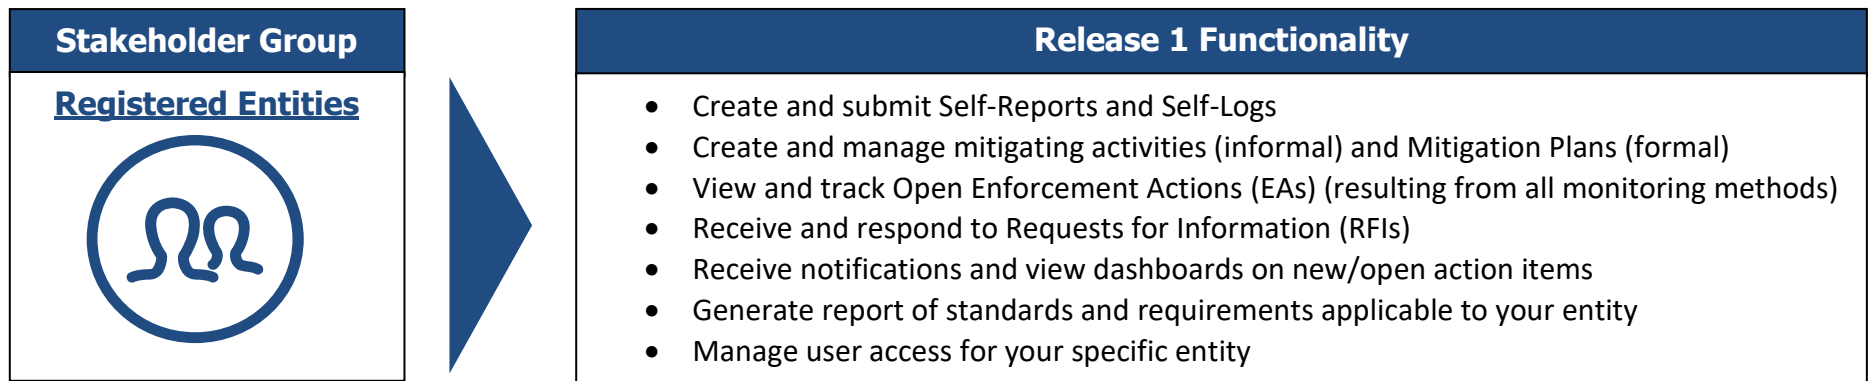 Stakeholder Group
Registered Entities
Release 1 Functionality
• Create and submit Self-Reports and Self-Logs
• Create and manage mitigating activities (informal) and Mitigation Plans (formal)
• View and track Open Enforcement Actions (EAs) (resulting from all monitoring methods)
• Receive and respond to Requests for Information (RFIs)
• Receive notifications and view dashboards on new/open action items
• Generate report of standards and requirements applicable to your entity
• Manage user access for your specific entity